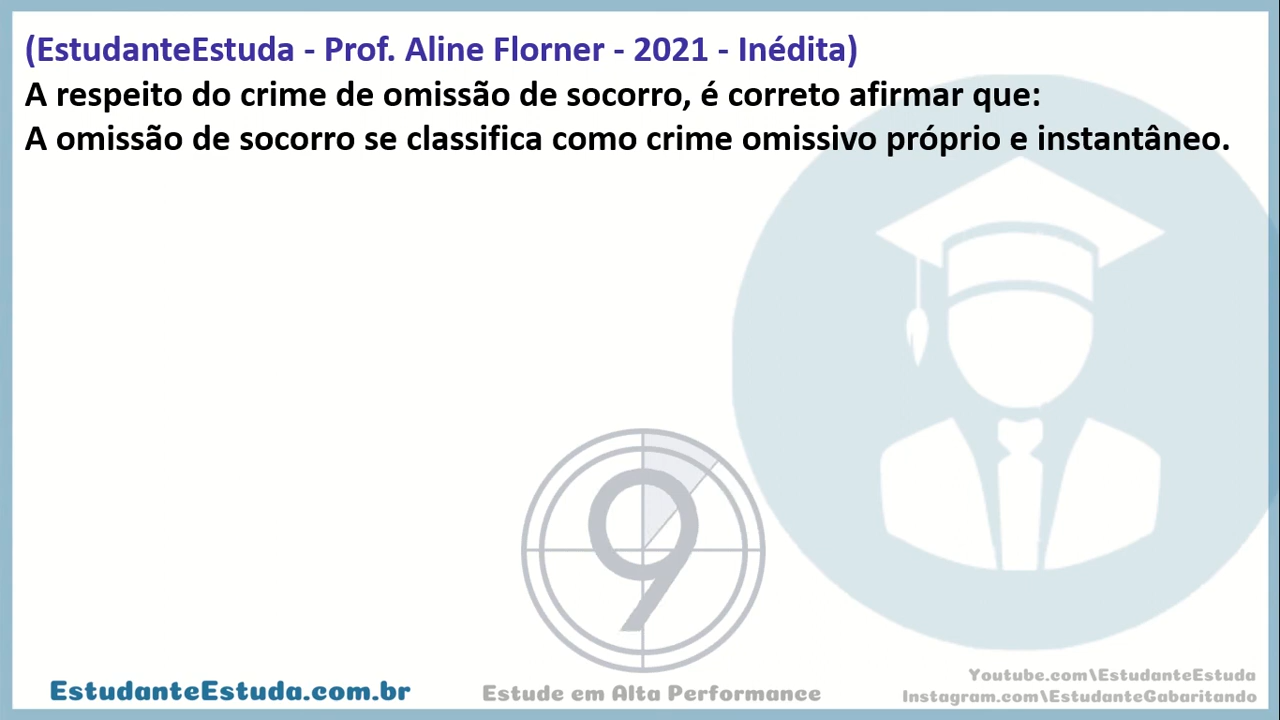 (EstudanteEstuda - Prof. Aline Florner - 2021 - Inédita)
A respeito do crime de omissão de socorro, é correto afirmar que:
A omissão de socorro se classifica como crime omissivo próprio e instantâneo.
9
EstudanteEstuda.com.br
Estude em Alta Performance
Youtube.com\EstudanteEstuda
Instagram.com\EstudanteGabaritando